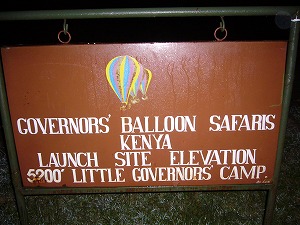 GOVERNORS' BALLOON SAFARIS
KENYA
LAUNCH SITE ELEVATION
5200' LITTLE GOVERNORS' CAMP.